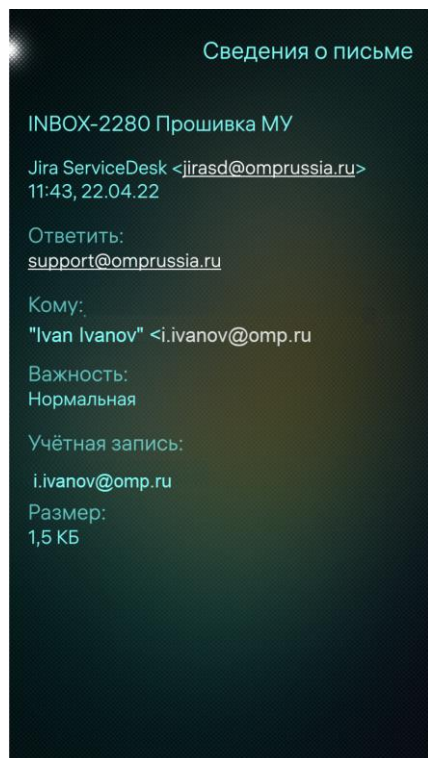 Сведения о письме
INBOX-2280 Прошивка МУ
Jira ServiceDesk <jirasd@omprussia.ru>
11:43, 22.04.22
Ответить:
support@omprussia.ru
Кому:
"Ivan Ivanov" <i.ivanov@omp.ru
Важность:
Нормальная
Учётная запись:
i.ivanov@omp.ru
Размер:
1,5 КБ